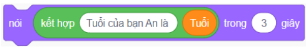 nói kết hợp Tuổi của bạn An là Tuổi trong 3 giây